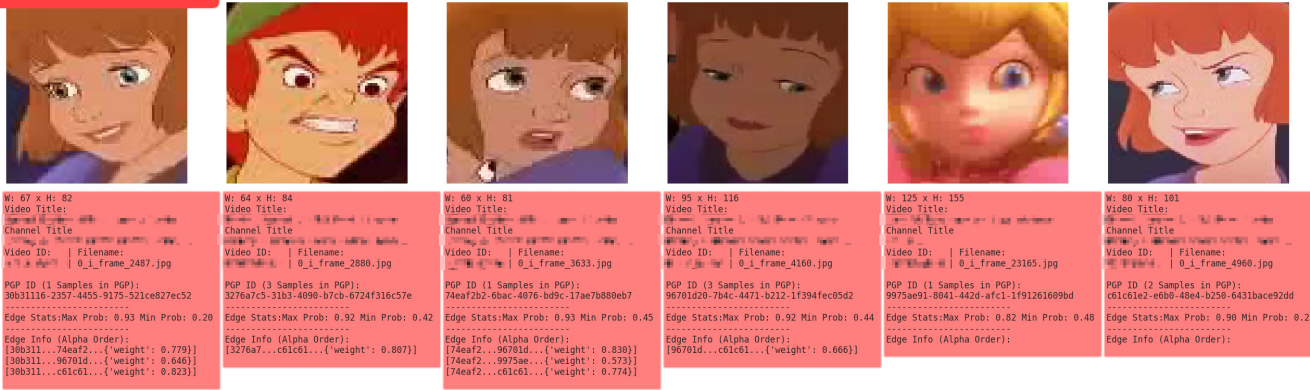 W: 67 x H: 82
Video Title:
Channel Title
Video ID: | Filename:
| 0_i_frame_2487.jpg
PGP ID (1 Samples in PGP):
30b31116-2357-4455-9175-521ce827ec52
------------------------
Edge Stats:Max Prob: 0.93 Min Prob: 0.20
------------------------
Edge Info (Alpha Order):
[30b311...74eaf2...{'weight': 0.779}]
[30b311...96701d...{'weight': 0.646}]
[30b311...c61c61...{'weight': 0.823}]
W: 64 x H: 84
Video Title:
Channel Title
Video ID: | Filename:
| 0_i_frame_2880.jpg
PGP ID (3 Samples in PGP):
3276a7c5-31b3-4090-b7cb-6724f316c57e
------------------------
Edge Stats:Max Prob: 0.92 Min Prob: 0.42
------------------------
Edge Info (Alpha Order):
[3276a7...c61c61...{'weight': 0.807}]
W: 60 x H: 81
Video Title:
Channel Title
Video ID: | Filename:
| 0_i_frame_3633.jpg
PGP ID (1 Samples in PGP):
74eaf2b2-6bac-4076-bd9c-17ae7b880eb7
------------------------
Edge Stats:Max Prob: 0.93 Min Prob: 0.45
------------------------
Edge Info (Alpha Order):
[74eaf2...96701d...{'weight': 0.830}]
[74eaf2...9975ae...{'weight': 0.573}]
[74eaf2...c61c61...{'weight': 0.774}]
W: 95 x H: 116
Video Title:
Channel Title
Video ID: | Filename:
| 0_i_frame_4160.jpg
PGP ID (3 Samples in PGP):
96701d20-7b4c-4471-b212-1f394fec05d2
------------------------
Edge Stats:Max Prob: 0.92 Min Prob: 0.44
------------------------
Edge Info (Alpha Order):
[96701d...c61c61...{'weight': 0.666}]
W: 125 x H: 155
Video Title:
Channel Title
Video ID: | Filename:
| 0_i_frame_23165.jpg
PGP ID (1 Samples in PGP):
9975ae91-8041-442d-afc1-1f91261609bd
------------------------
Edge Stats:Max Prob: 0.82 Min Prob: 0.48
------------------------
Edge Info (Alpha Order):
W: 80 x H: 101
Video Title:
Channel Title
Video ID: | Filename:
| 0_i_frame_4960.jpg
PGP ID (2 Samples in PGP):
c61c61e2-e6b0-48e4-b250-6431bace92dd
------------------------
Edge Stats:Max Prob: 0.90 Min Prob: 0.2
------------------------
Edge Info (Alpha Order):